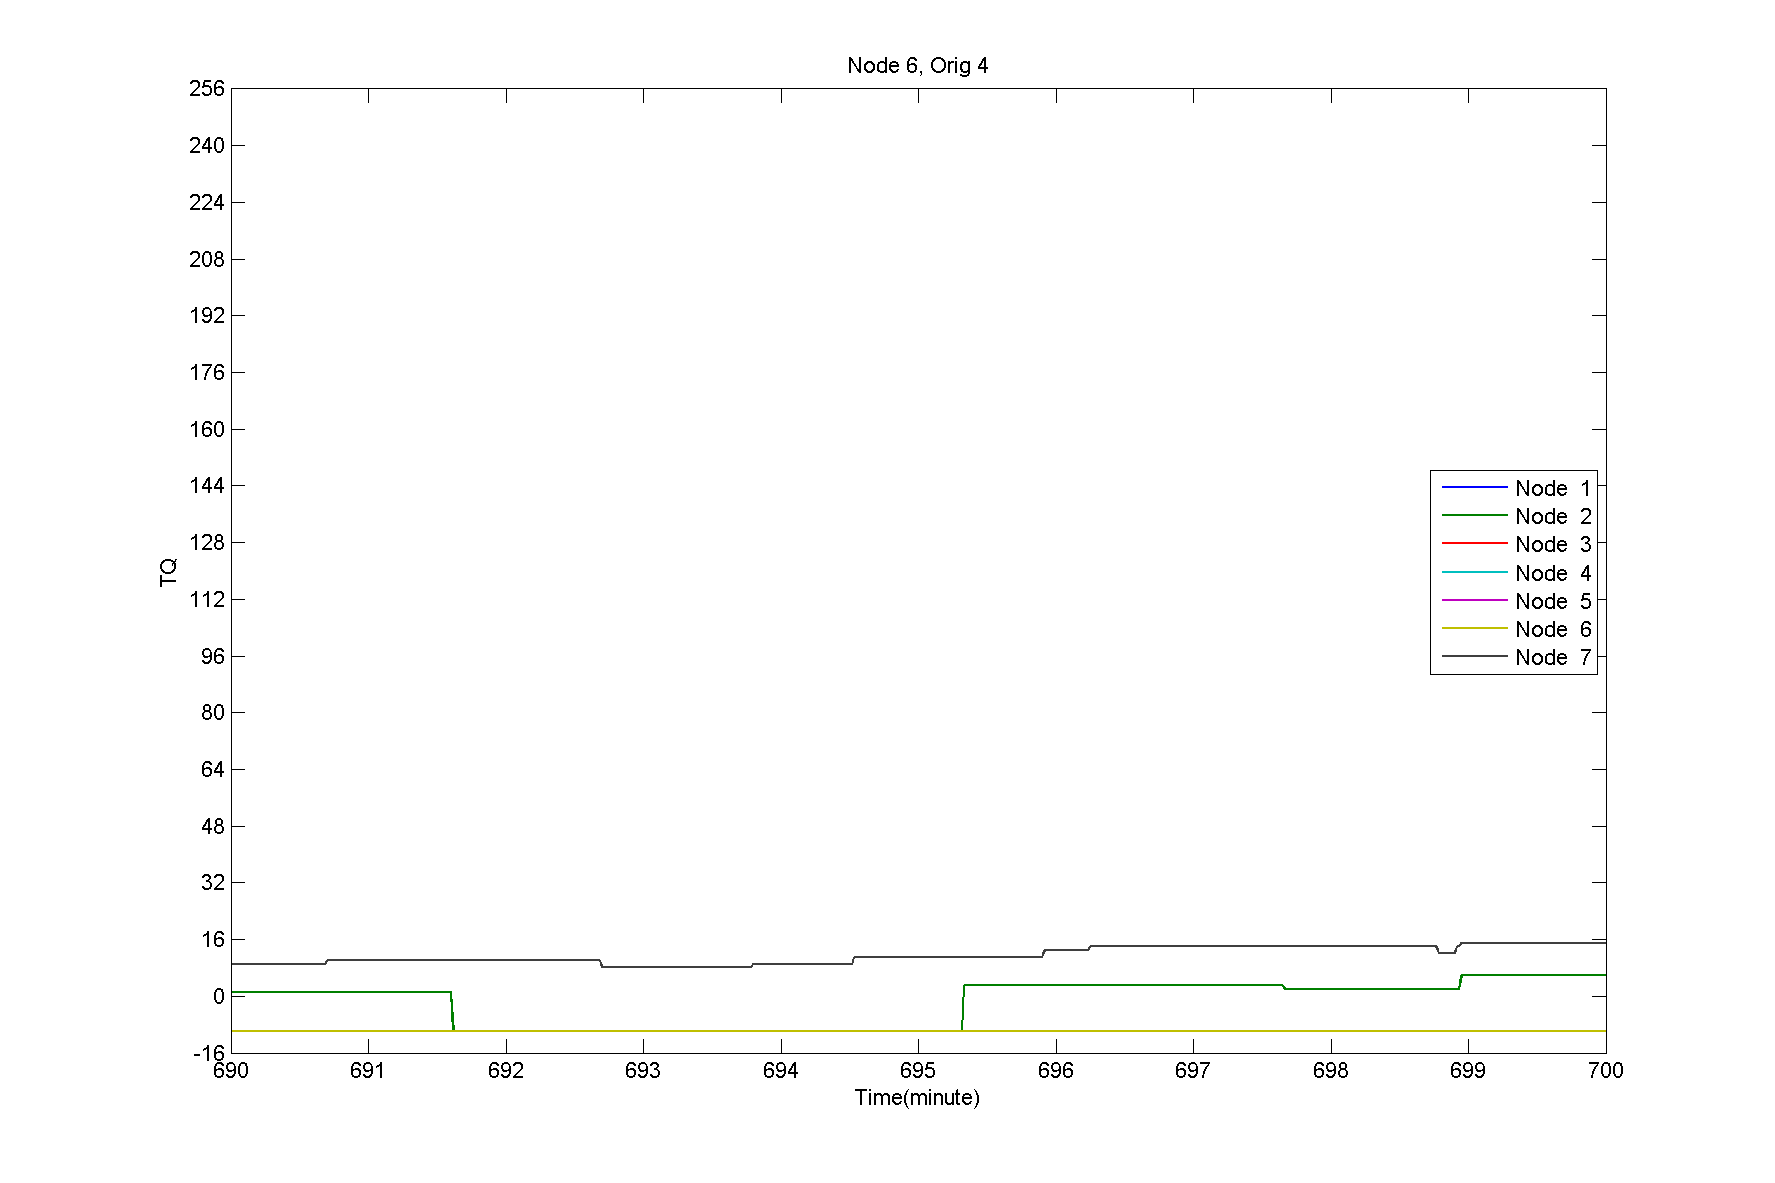 Node 6, Orig 4
256
240
224
208
192
176
160
144
128
112
96
80
64
48
32
16
0
-16
TQ
Node 1
Node 2
Node 3
Node 4
Node 5
Node 6
Node 7
690 691 692 693 694 695 696 697 698 699 700
Time(minute)